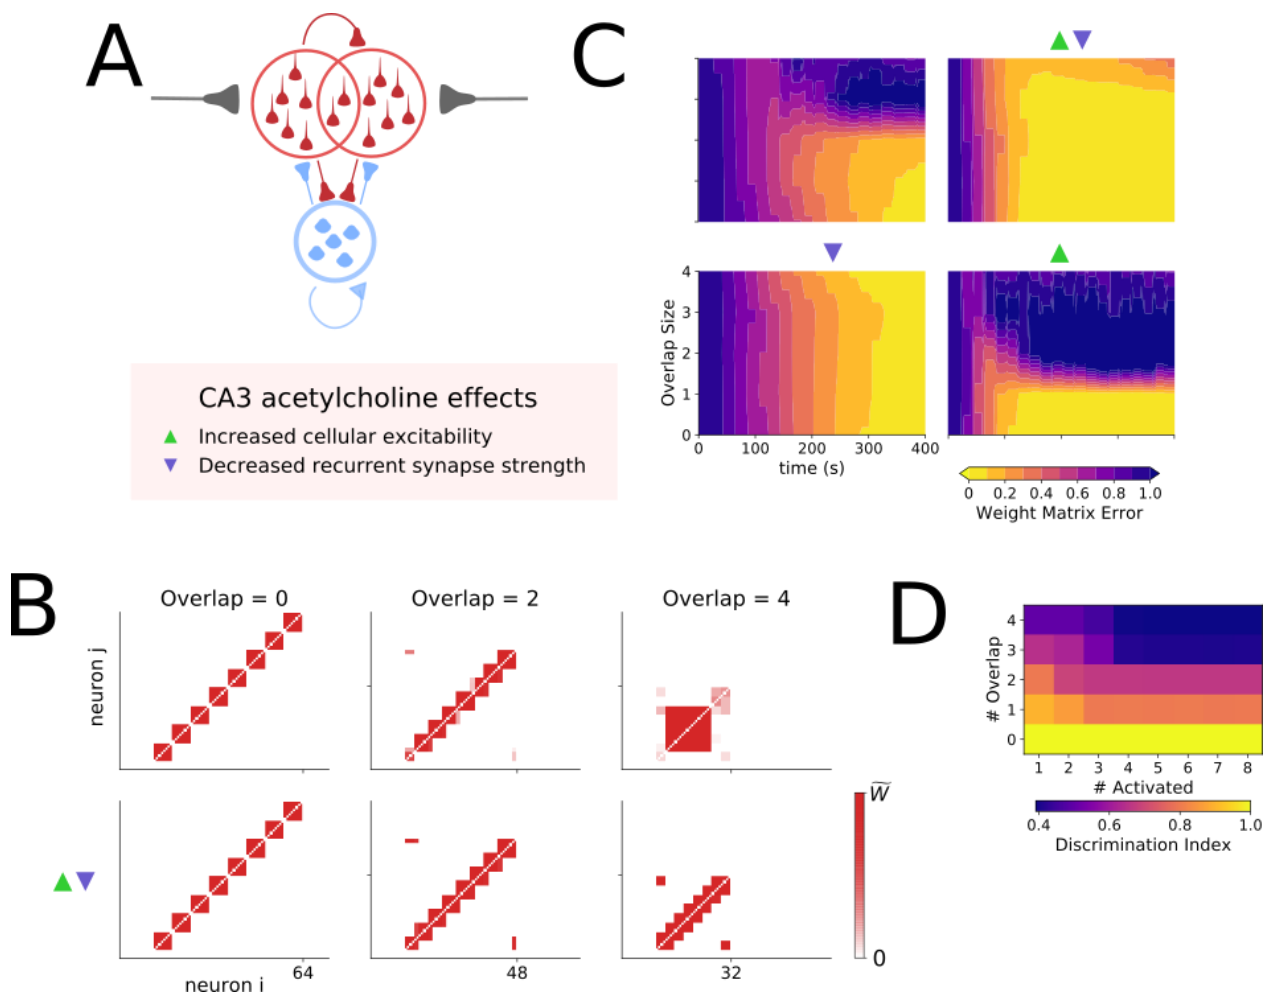 A
CA3 acetylcholine effects
▲ Increased cellular excitability
▼ Decreased recurrent synapse strength
B
Overlap = 0
Overlap = 2
Overlap = 4
neuron j
64
48
32
neuron i
W̃
0
C
4
3
2
1
0
Overlap Size
0 100 200 300 400
time (s)
0 0.2 0.4 0.6 0.8 1.0
Weight Matrix Error
D
4
3
2
1
0
# Overlap
1 2 3 4 5 6 7 8
# Activated
0.4 0.6 0.8 1.0
Discrimination Index